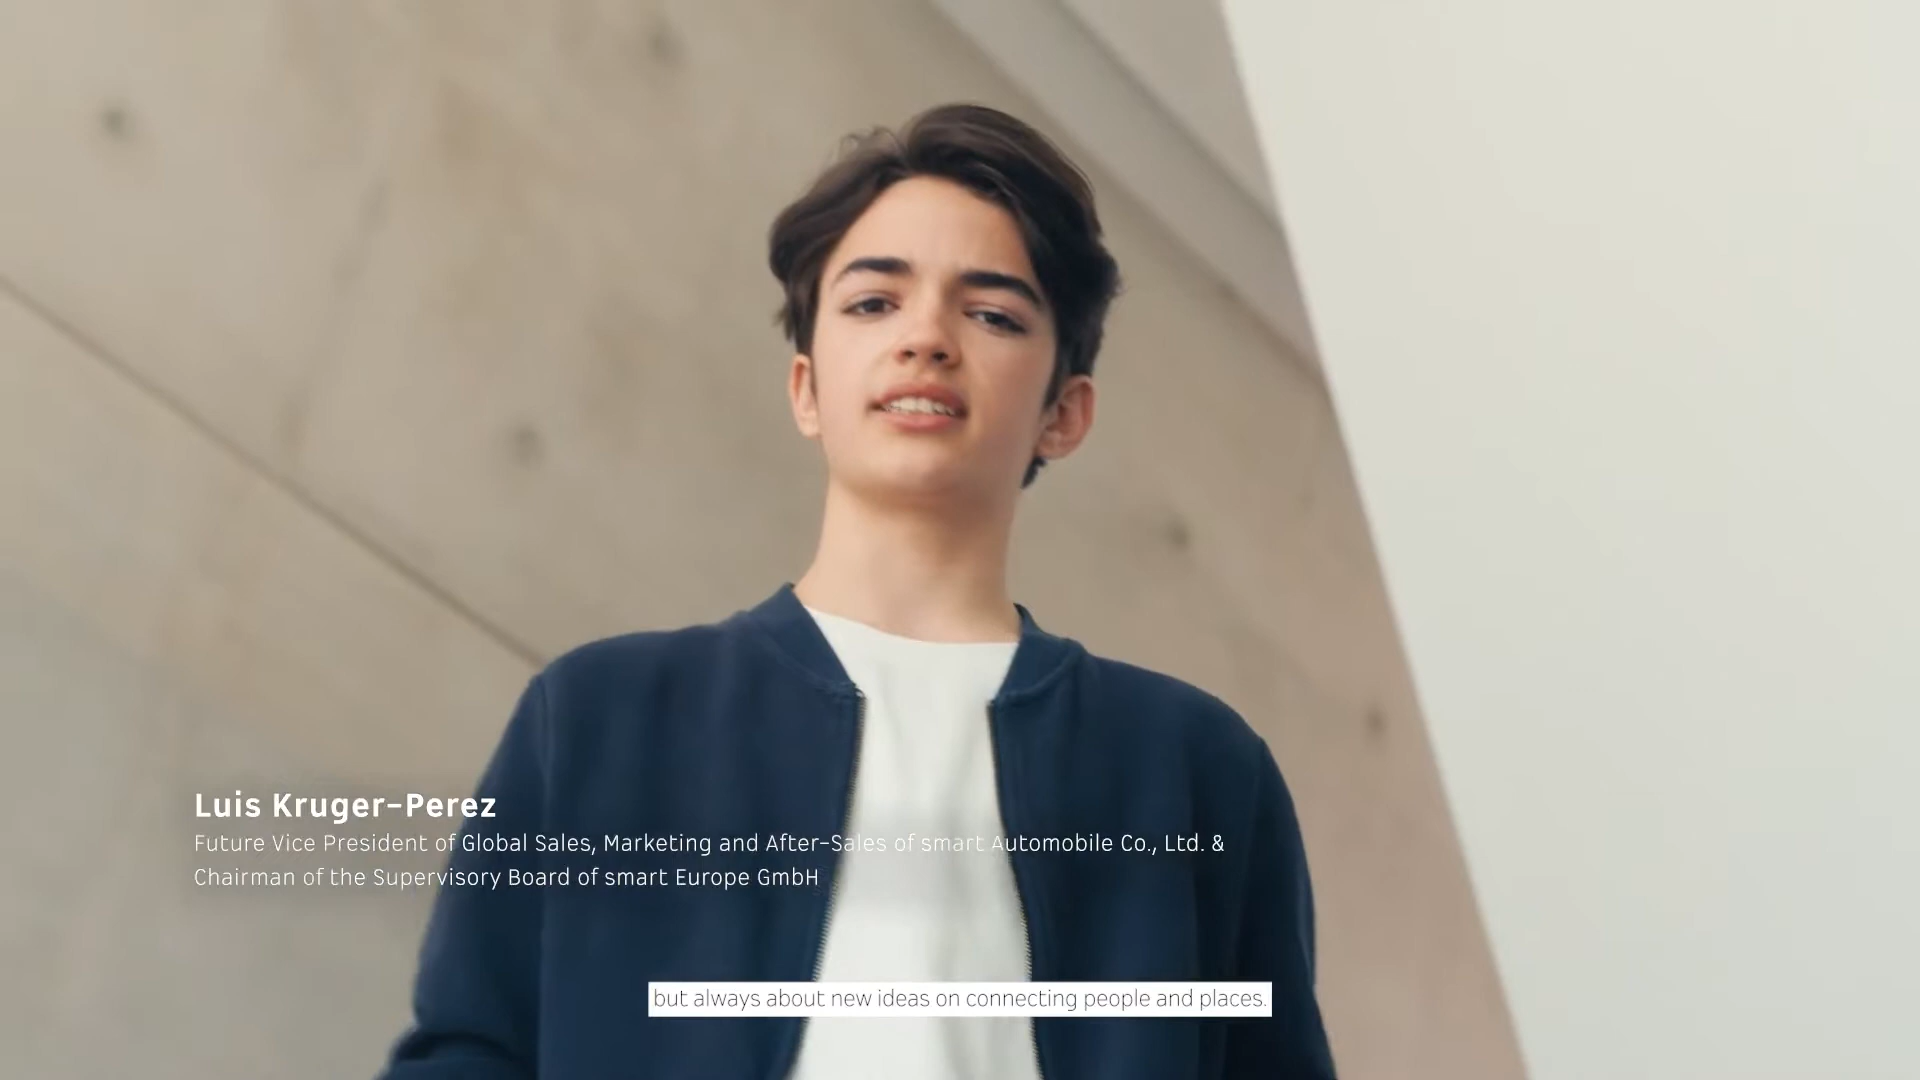 Luis Kruger-Perez
Future Vice President of Global Sales, Marketing and After-Sales of smart Automobile Co., Ltd. &
Chairman of the Supervisory Board of smart Europe GmbH
but always about new ideas on connecting people and places.